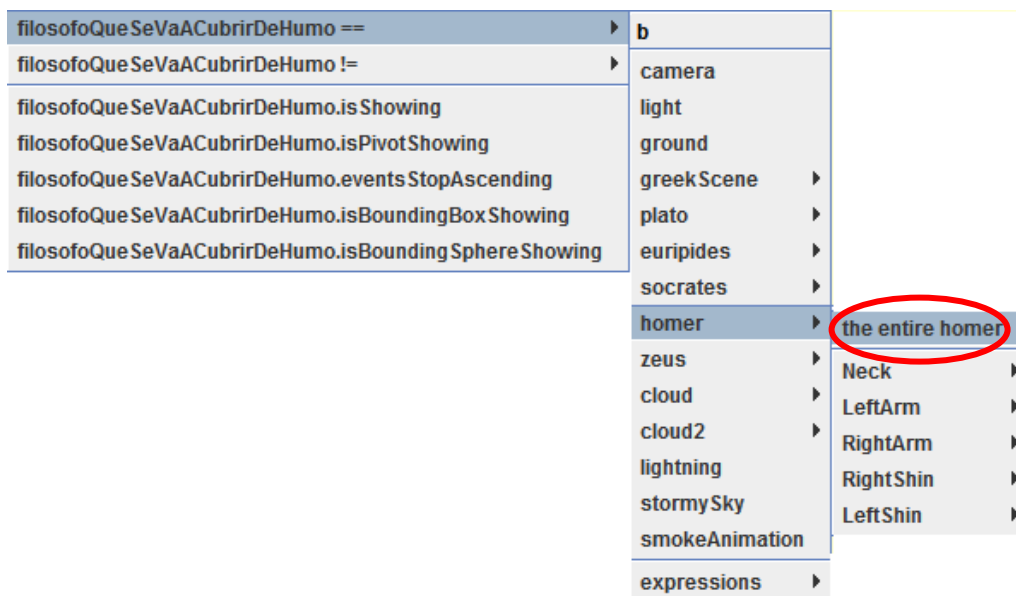 filosofoQueSeVaACubrirDeHumo ==
filosofoQueSeVaACubrirDeHumo !=
filosofoQueSeVaACubrirDeHumo.isShowing
filosofoQueSeVaACubrirDeHumo.isPivotShowing
filosofoQueSeVaACubrirDeHumo.eventsStopAscending
filosofoQueSeVaACubrirDeHumo.isBoundingBoxShowing
filosofoQueSeVaACubrirDeHumo.isBoundingSphereShowing
b
camera
light
ground
greekScene
plato
euripides
socrates
homer
zeus
cloud
cloud2
lightning
stormySky
smokeAnimation
expressions
the entire homer
Neck
LeftArm
RightArm
RightShin
LeftShin